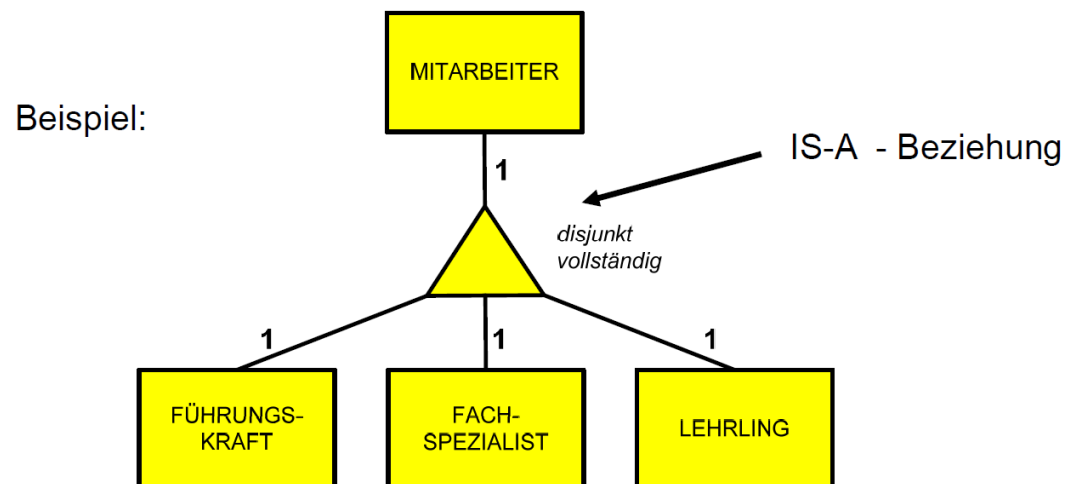 MITARBEITER
Beispiel:
IS-A - Beziehung
1
disjunkt
vollständig
1
1
1
FÜHRUNGS-
KRAFT
FACH-
SPEZIALIST
LEHRLING